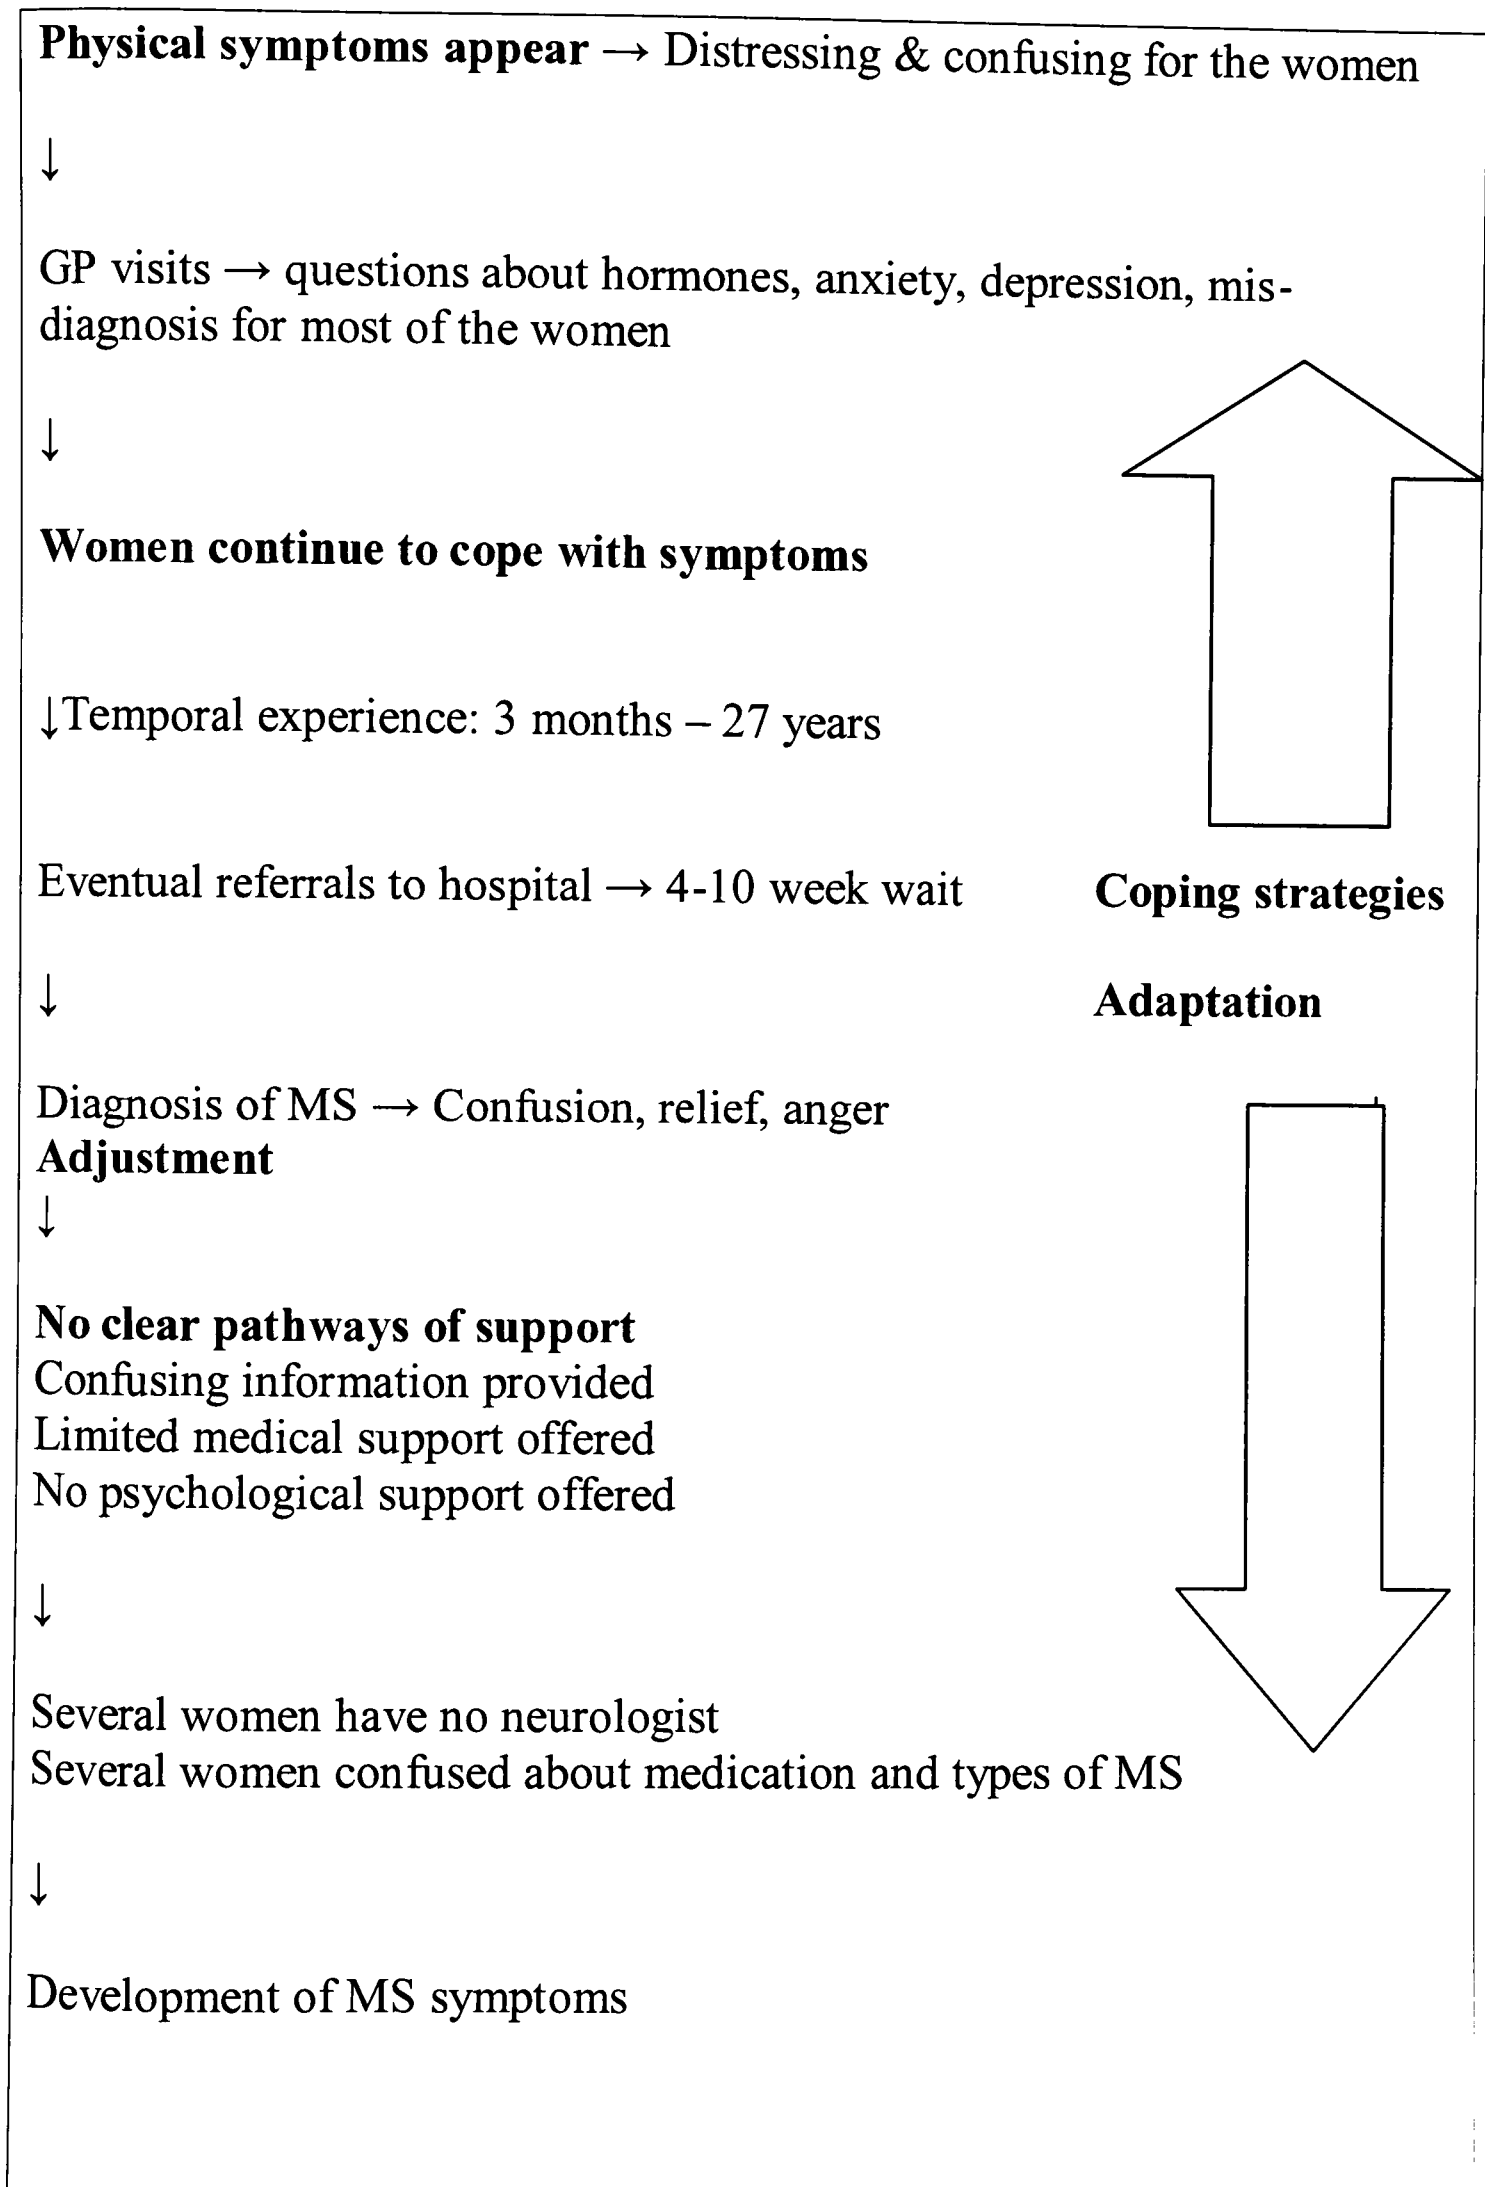 Physical symptoms appear → Distressing & confusing for the women
↓
GP visits → questions about hormones, anxiety, depression, mis-
diagnosis for most of the women
↓
Women continue to cope with symptoms
↓Temporal experience: 3 months – 27 years
Eventual referrals to hospital → 4-10 week wait
Coping strategies
↓
Adaptation
Diagnosis of MS → Confusion, relief, anger
Adjustment
↓
No clear pathways of support
Confusing information provided
Limited medical support offered
No psychological support offered
↓
Several women have no neurologist
Several women confused about medication and types of MS
↓
Development of MS symptoms